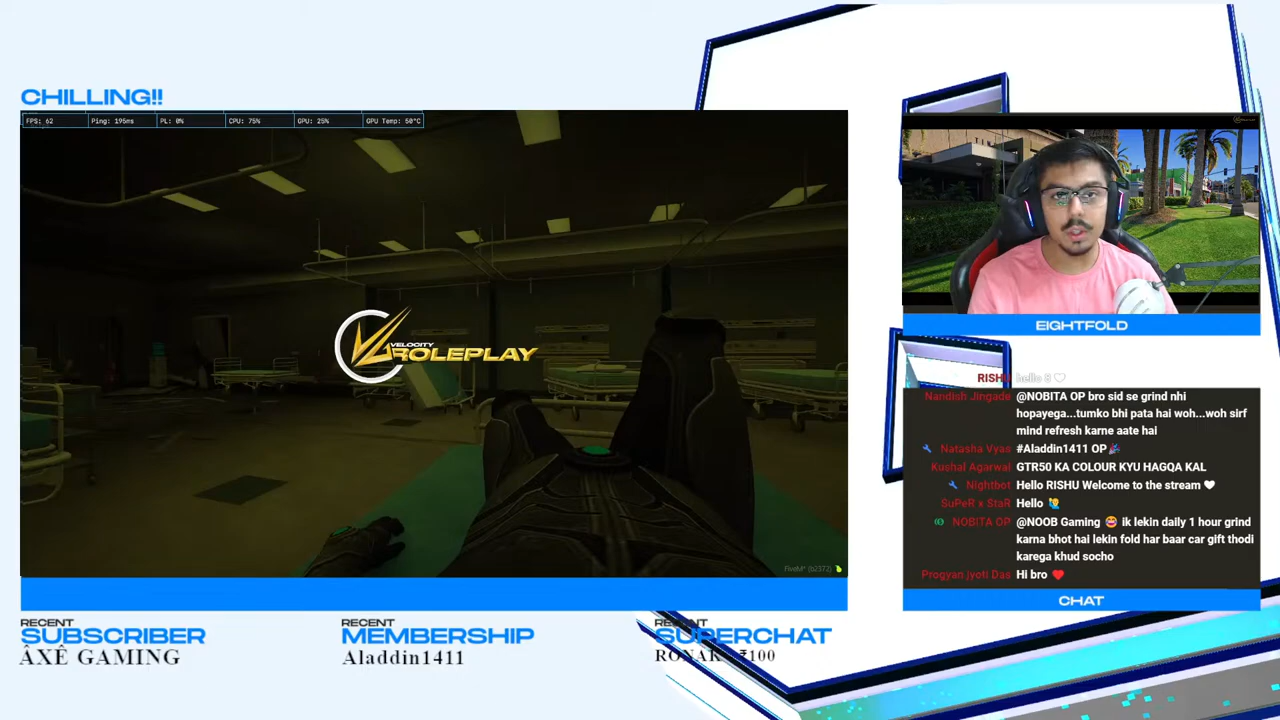 CHILLING!!
FPS: 62 Ping: 195ms PL: 0% CPU: 75% GPU: 25% GPU Temp: 50°C
VELOCITY
ROLEPLAY
FiveM* (b2372)
EIGHTFOLD
RISHU hello 8 ♡
Nandish Jingade @NOBITA OP bro sid se grind nhi
hopayega...tumko bhi pata hai woh...woh sirf
mind refresh karne aate hai
Natasha Vyas #Aladdin1411 OP🎉
Kushal Agarwal GTR50 KA COLOUR KYU HAGQA KAL
Nightbot Hello RISHU Welcome to the stream ♥
SuPeR x StaR Hello 🙋
NOBITA OP @NOOB Gaming 🤩 ik lekin daily 1 hour grind
karna bhot hai lekin fold har baar car gift thodi
karega khud socho
Progyan jyoti Das Hi bro ♥
CHAT
RECENT
SUBSCRIBER
ÂXÊ GAMING
RECENT
MEMBERSHIP
Aladdin1411
RECENT
SUPERCHAT
RONAK ₹100